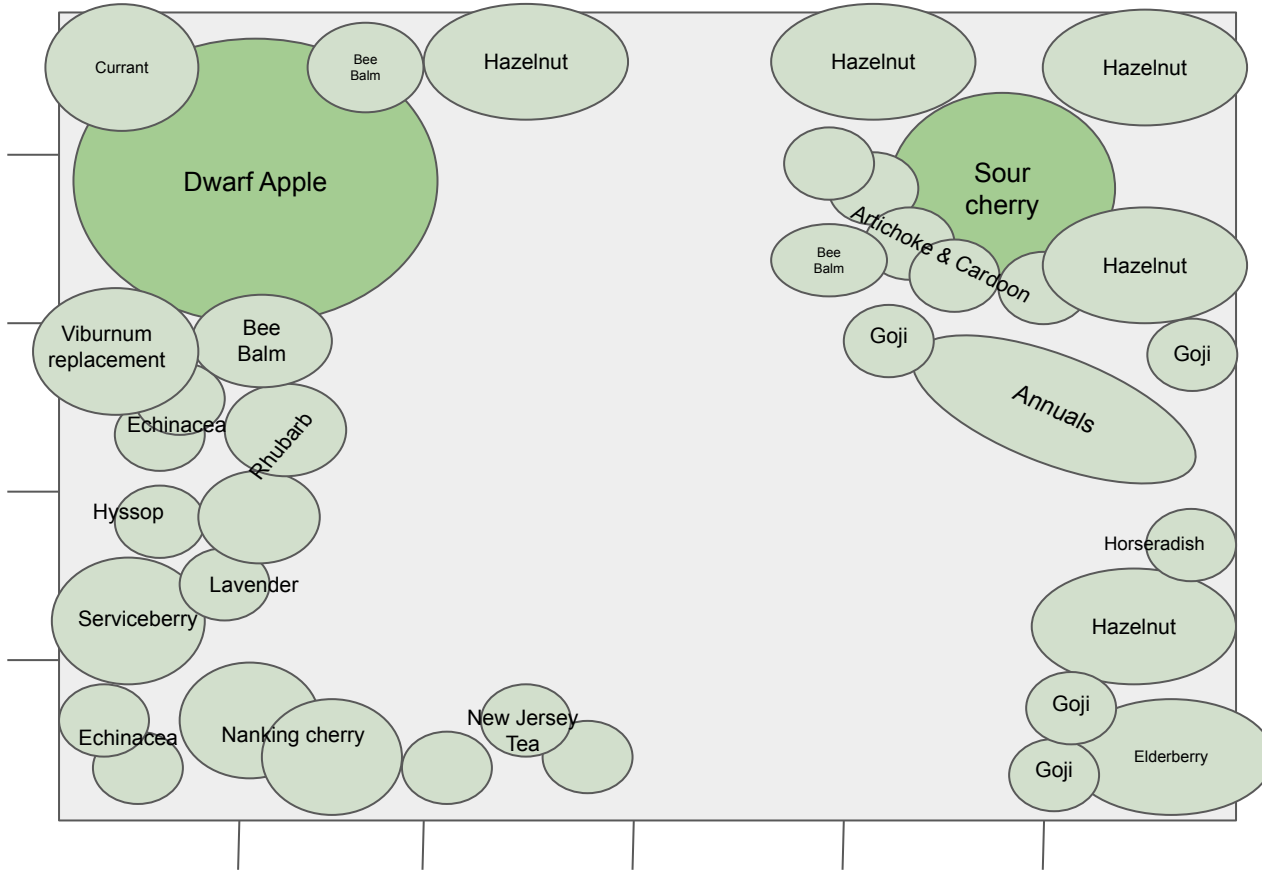 Currant
Bee
Balm
Hazelnut
Hazelnut
Hazelnut
Dwarf Apple
Sour
cherry
Artichoke & Cardoon
Bee
Balm
Hazelnut
Viburnum
replacement
Bee
Balm
Goji
Goji
Annuals
Echinacea
Rhubarb
Hyssop
Horseradish
Lavender
Serviceberry
Hazelnut
Echinacea
Nanking cherry
New Jersey
Tea
Goji
Goji
Elderberry